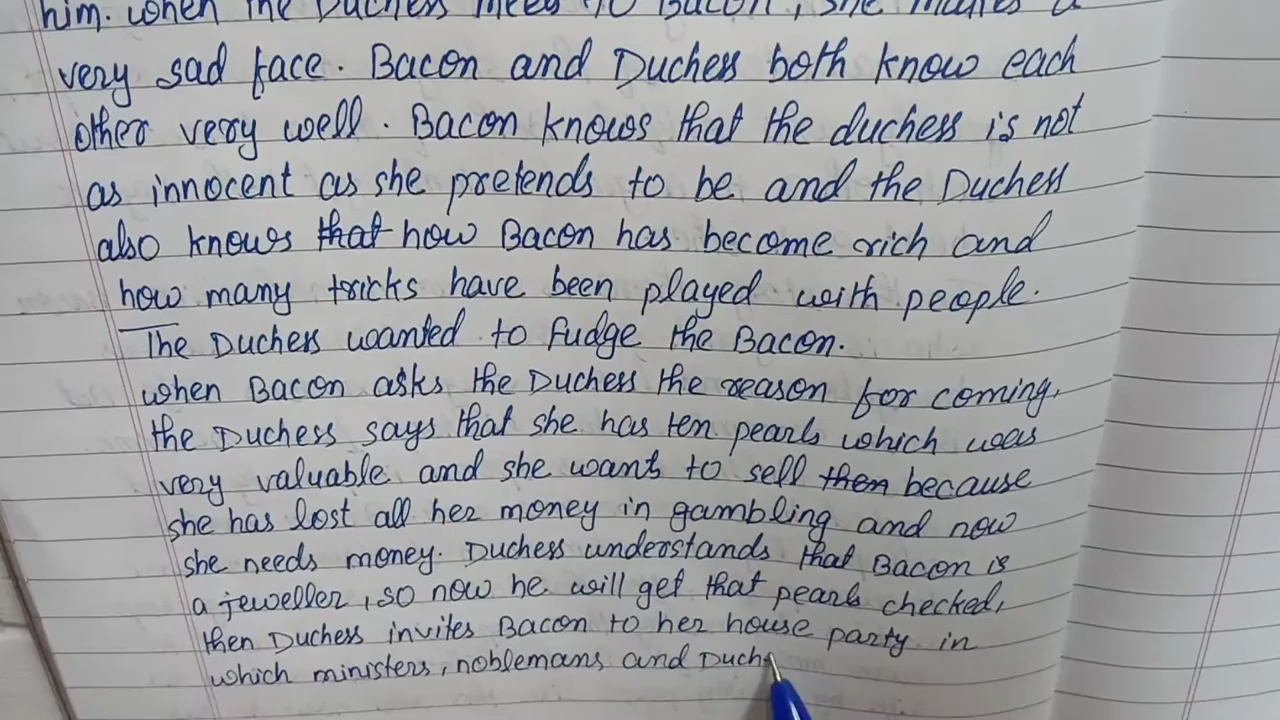 him. when the Duchess meet to Bacon, she makes a
very sad face. Bacon and Duchess both know each
other very well. Bacon knows that the duchess is not
as innocent as she pretends to be and the Duchess
also knows that how Bacon has become rich and
how many tricks have been played with people.
The Duchess wanted to fudge the Bacon.
when Bacon asks the Duchess the reason for coming,
the Duchess says that she has ten pearls which was
very valuable and she want to sell them because
she has lost all her money in gambling and now
she needs money. Duchess understands that Bacon is
a jeweller, so now he will get that pearls checked,
then Duchess invites Bacon to her house party in
which ministers, noblemans and Duch